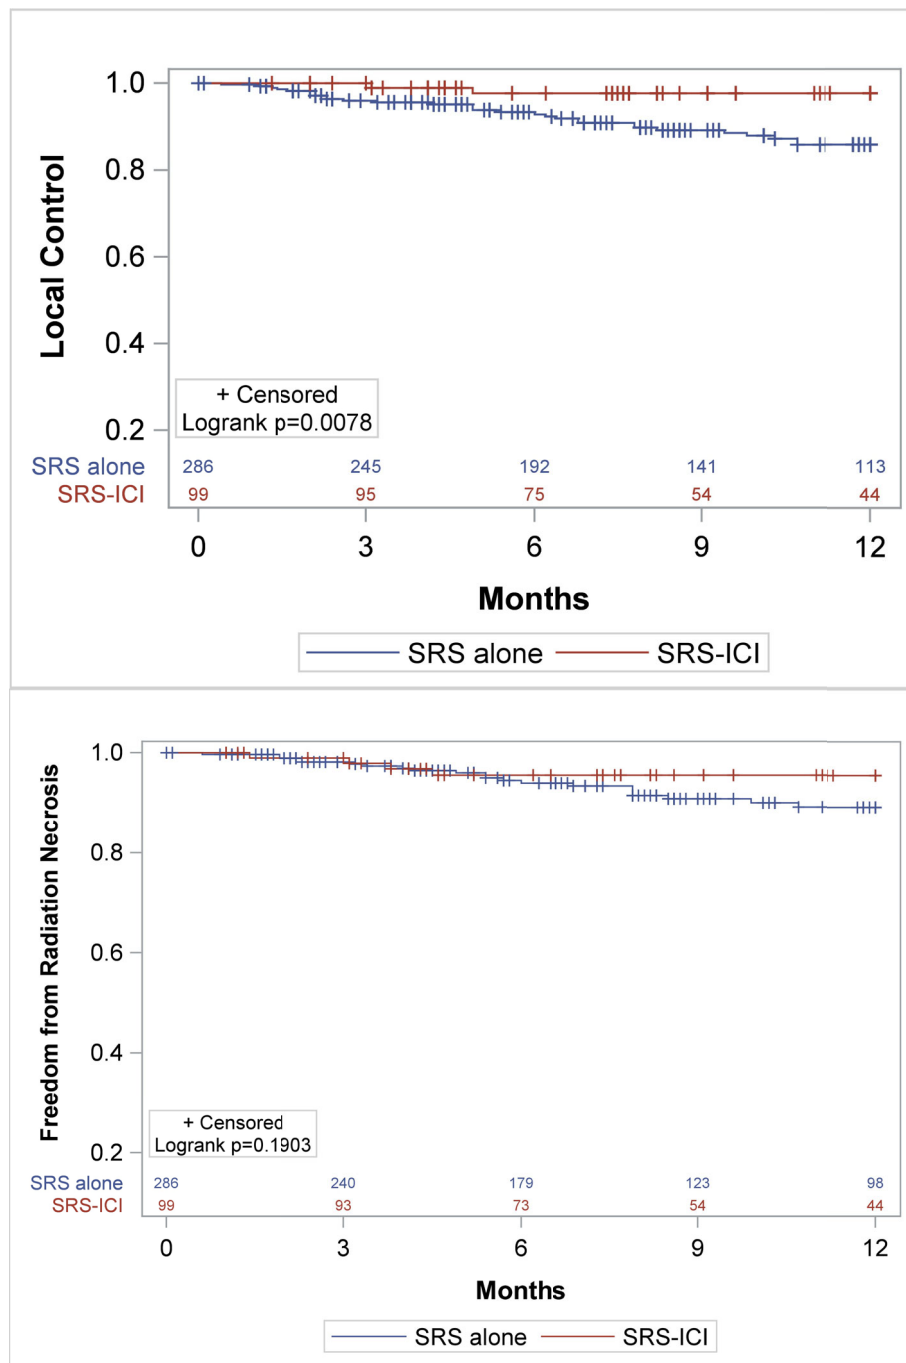 Local Control
1.0
0.8
0.6
0.4
0.2
+ Censored
Logrank p=0.0078
SRS alone 286 245 192 141 113
SRS-ICI 99 95 75 54 44
0 3 6 9 12
Months
SRS alone SRS-ICI
Freedom from Radiation Necrosis
1.0
0.8
0.6
0.4
0.2
+ Censored
Logrank p=0.1903
SRS alone 286 240 179 123 98
SRS-ICI 99 93 73 54 44
0 3 6 9 12
Months
SRS alone SRS-ICI